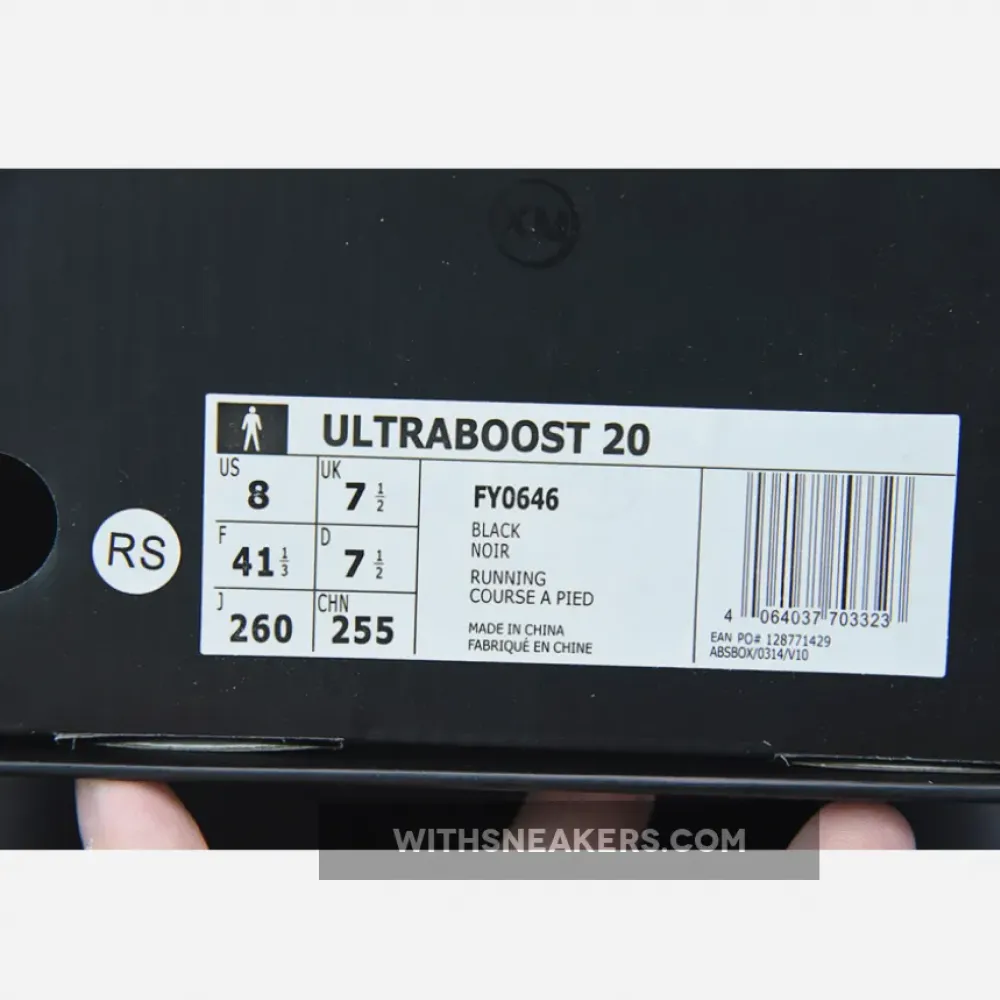 XM
ULTRABOOST 20
US 8
UK 7 1/2
F 41 1/3
D 7 1/2
J 260
CHN 255
RS
FY0646
BLACK
NOIR
RUNNING
COURSE A PIED
MADE IN CHINA
FABRIQUÉ EN CHINE
4 064037 703323
EAN PO# 128771429
ABSBOX/0314/V10
WITHSNEAKERS.COM